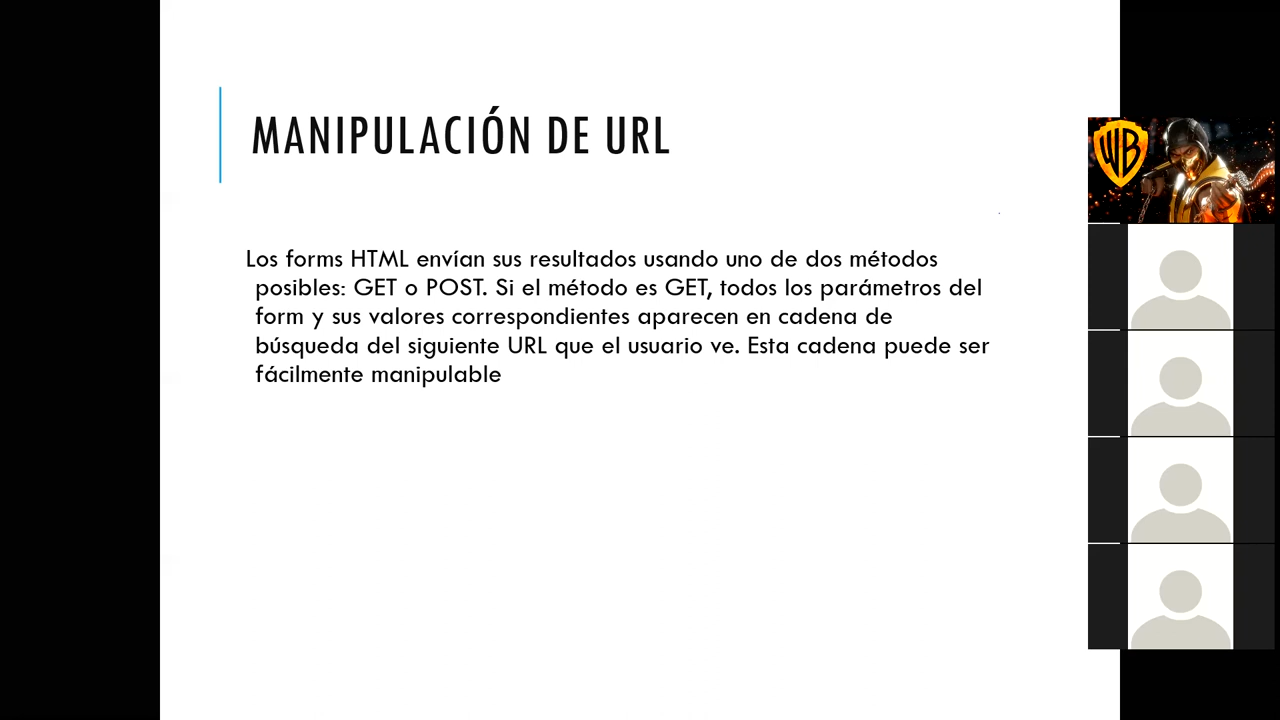 MANIPULACIÓN DE URL
Los forms HTML envían sus resultados usando uno de dos métodos
posibles: GET o POST. Si el método es GET, todos los parámetros del
form y sus valores correspondientes aparecen en cadena de
búsqueda del siguiente URL que el usuario ve. Esta cadena puede ser
fácilmente manipulable
WB